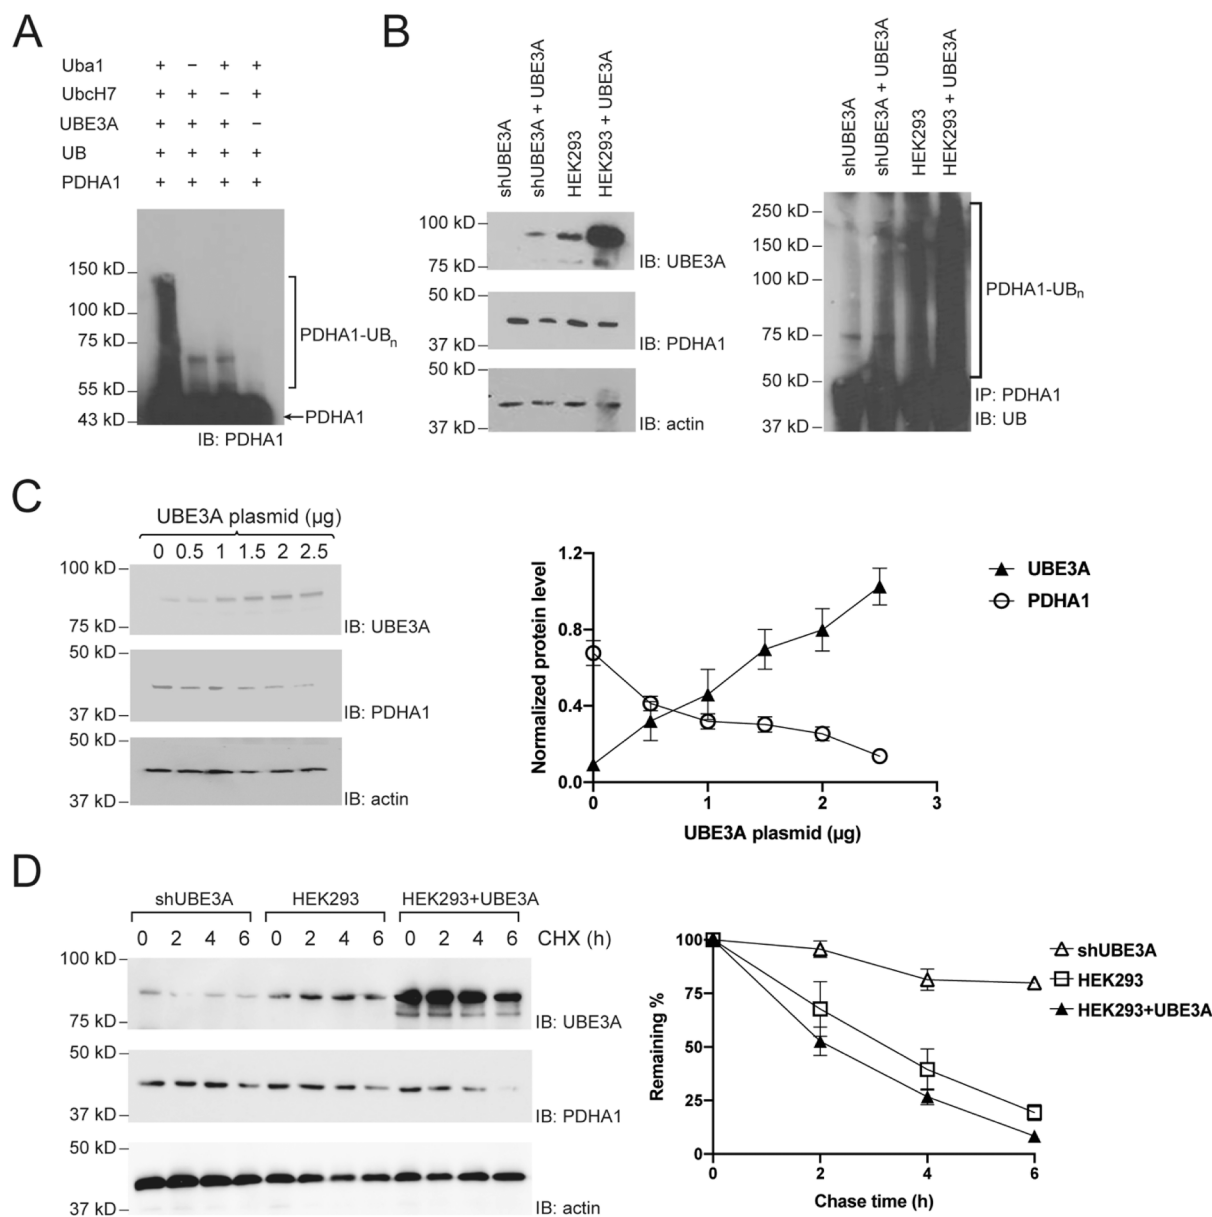 A
Uba1 + − + +
UbcH7 + + − +
UBE3A + + + −
UB + + + +
PDHA1 + + + +
150 kD
100 kD
75 kD
55 kD
43 kD
PDHA1-UBn
PDHA1
IB: PDHA1
B
shUBE3A
shUBE3A + UBE3A
HEK293
HEK293 + UBE3A
100 kD
75 kD
IB: UBE3A
50 kD
37 kD
IB: PDHA1
50 kD
37 kD
IB: actin
shUBE3A
shUBE3A + UBE3A
HEK293
HEK293 + UBE3A
250 kD
150 kD
100 kD
75 kD
50 kD
37 kD
PDHA1-UBn
IP: PDHA1
IB: UB
C
UBE3A plasmid (µg)
0 0.5 1 1.5 2 2.5
100 kD
75 kD
IB: UBE3A
50 kD
37 kD
IB: PDHA1
50 kD
37 kD
IB: actin
Normalized protein level
1.2
0.8
0.4
0.0
0 1 2 3
UBE3A plasmid (µg)
UBE3A
PDHA1
D
shUBE3A HEK293 HEK293+UBE3A
0 2 4 6 0 2 4 6 0 2 4 6 CHX (h)
100 kD
75 kD
IB: UBE3A
50 kD
37 kD
IB: PDHA1
50 kD
37 kD
IB: actin
Remaining %
100
75
50
25
0
0 2 4 6
Chase time (h)
shUBE3A
HEK293
HEK293+UBE3A